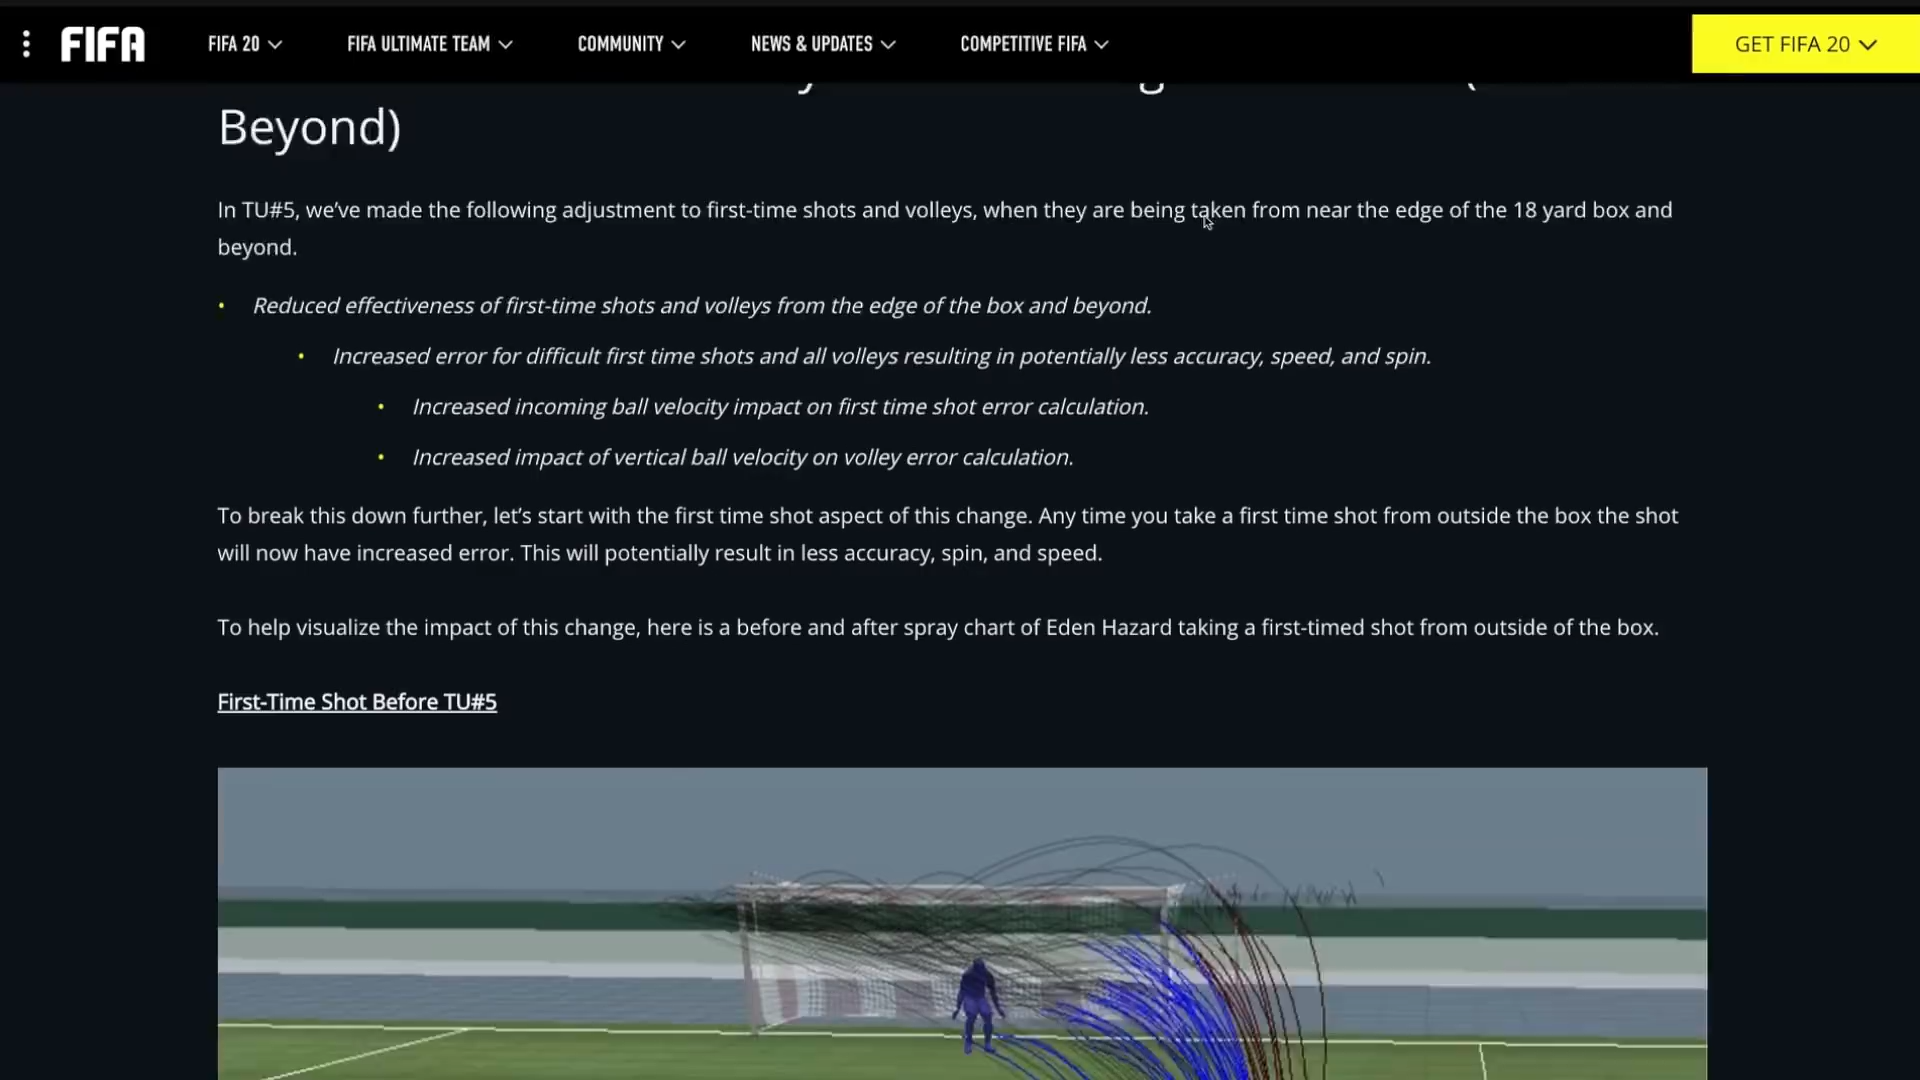 FIFA
FIFA 20
FIFA ULTIMATE TEAM
COMMUNITY
NEWS & UPDATES
COMPETITIVE FIFA
GET FIFA 20
Beyond)
In TU#5, we’ve made the following adjustment to first-time shots and volleys, when they are being taken from near the edge of the 18 yard box and
beyond.
• Reduced effectiveness of first-time shots and volleys from the edge of the box and beyond.
• Increased error for difficult first time shots and all volleys resulting in potentially less accuracy, speed, and spin.
• Increased incoming ball velocity impact on first time shot error calculation.
• Increased impact of vertical ball velocity on volley error calculation.
To break this down further, let’s start with the first time shot aspect of this change. Any time you take a first time shot from outside the box the shot
will now have increased error. This will potentially result in less accuracy, spin, and speed.
To help visualize the impact of this change, here is a before and after spray chart of Eden Hazard taking a first-timed shot from outside of the box.
First-Time Shot Before TU#5